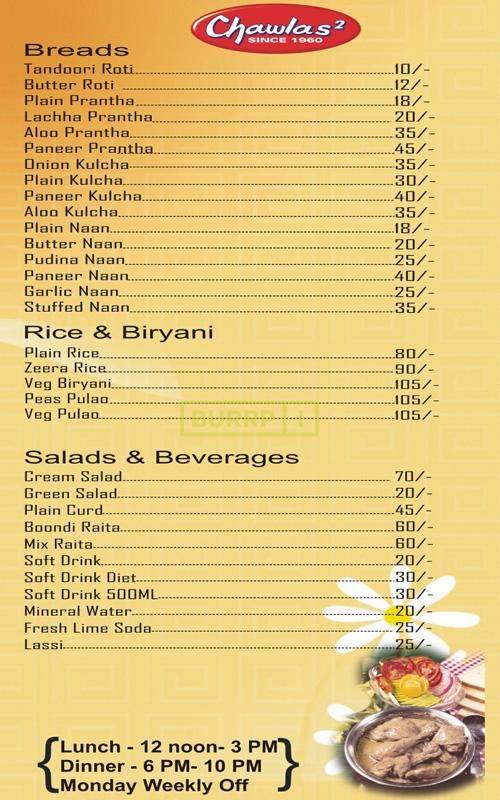 Chawlas²
SINCE 1960
Breads
Tandoori Roti 10/-
Butter Roti 12/-
Plain Prantha 18/-
Lachha Prantha 20/-
Aloo Prantha 35/-
Paneer Prantha 45/-
Onion Kulcha 35/-
Plain Kulcha 30/-
Paneer Kulcha 40/-
Aloo Kulcha 35/-
Plain Naan 18/-
Butter Naan 20/-
Pudina Naan 25/-
Paneer Naan 40/-
Garlic Naan 25/-
Stuffed Naan 35/-
Rice & Biryani
Plain Rice 80/-
Zeera Rice 90/-
Veg Biryani 105/-
Peas Pulao 105/-
Veg Pulao 105/-
BURRP!
Salads & Beverages
Cream Salad 70/-
Green Salad 20/-
Plain Curd 45/-
Boondi Raita 60/-
Mix Raita 60/-
Soft Drink 20/-
Soft Drink Diet 30/-
Soft Drink 500ML 30/-
Mineral Water 20/-
Fresh Lime Soda 25/-
Lassi 25/-
Lunch - 12 noon- 3 PM
Dinner - 6 PM- 10 PM
Monday Weekly Off